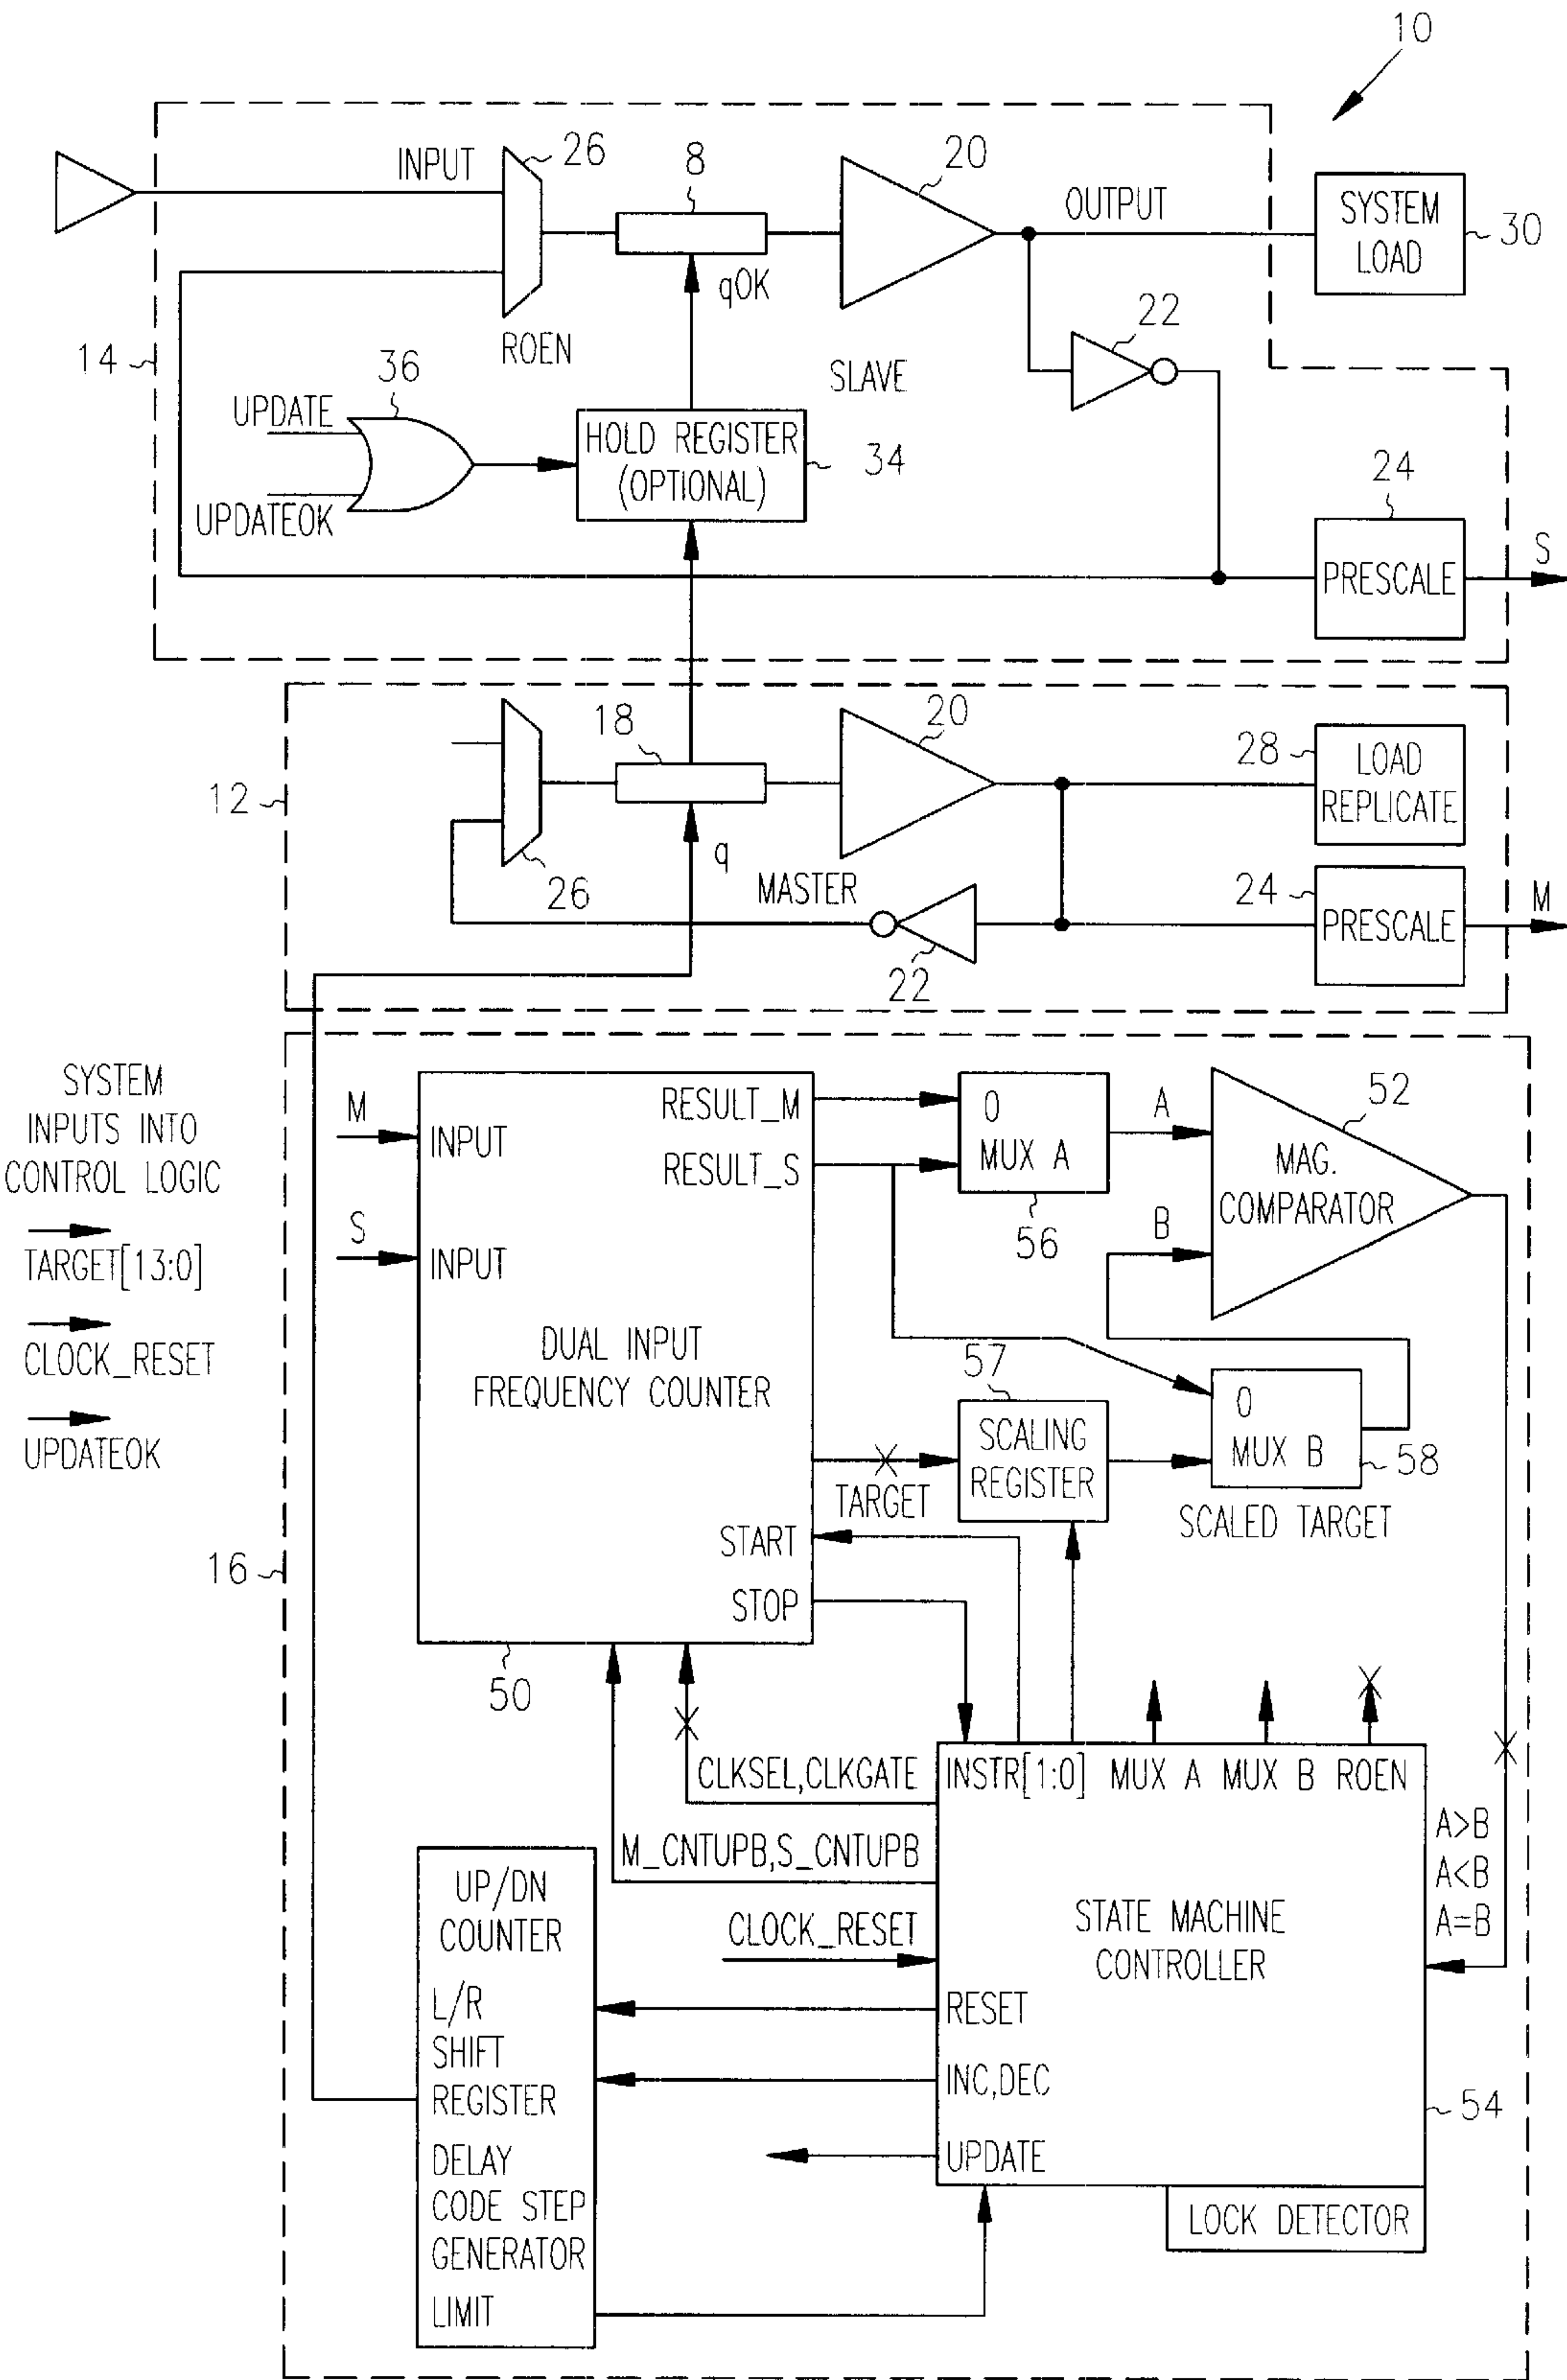 10
INPUT
26
8
20
OUTPUT
SYSTEM
LOAD
30
qOK
ROEN
22
14
36
SLAVE
UPDATE
HOLD REGISTER
(OPTIONAL)
34
UPDATEOK
24
PRESCALE
S
18
20
28
LOAD
REPLICATE
12
q
26
MASTER
24
PRESCALE
M
22
SYSTEM
INPUTS INTO
CONTROL LOGIC
TARGET[13:0]
CLOCK_RESET
UPDATEOK
M
INPUT
S
INPUT
RESULT_M
RESULT_S
DUAL INPUT
FREQUENCY COUNTER
START
STOP
50
0
MUX A
56
A
B
52
MAG.
COMPARATOR
57
SCALING
REGISTER
TARGET
0
MUX B
58
SCALED TARGET
16
CLKSEL,CLKGATE
M_CNTUPB,S_CNTUPB
CLOCK_RESET
INSTR[1:0] MUX A MUX B ROEN
A>B
A<B
A=B
STATE MACHINE
CONTROLLER
RESET
INC,DEC
UPDATE
54
LOCK DETECTOR
UP/DN
COUNTER
L/R
SHIFT
REGISTER
DELAY
CODE STEP
GENERATOR
LIMIT